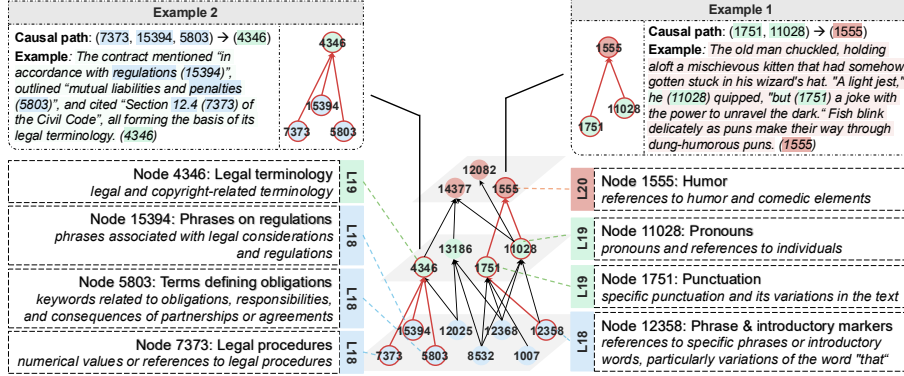 Example 2
Causal path: (7373, 15394, 5803) → (4346)
Example: The contract mentioned “in
accordance with regulations (15394)”,
outlined “mutual liabilities and penalties
(5803)”, and cited “Section 12.4 (7373) of
the Civil Code”, all forming the basis of its
legal terminology. (4346)
4346
15394
7373
5803
Example 1
1555
11028
1751
Causal path: (1751, 11028) → (1555)
Example: The old man chuckled, holding
aloft a mischievous kitten that had somehow
gotten stuck in his wizard's hat. "A light jest,"
he (11028) quipped, "but (1751) a joke with
the power to unravel the dark." Fish blink
delicately as puns make their way through
dung-humorous puns. (1555)
Node 4346: Legal terminology
legal and copyright-related terminology
L19
Node 15394: Phrases on regulations
phrases associated with legal considerations
and regulations
L18
Node 5803: Terms defining obligations
keywords related to obligations, responsibilities,
and consequences of partnerships or agreements
L18
Node 7373: Legal procedures
numerical values or references to legal procedures
L18
12082
14377
1555
13186
11028
4346
1751
15394
12025
12368
12358
7373
5803
8532
1007
L20
Node 1555: Humor
references to humor and comedic elements
L19
Node 11028: Pronouns
pronouns and references to individuals
L19
Node 1751: Punctuation
specific punctuation and its variations in the text
L18
Node 12358: Phrase & introductory markers
references to specific phrases or introductory
words, particularly variations of the word "that"